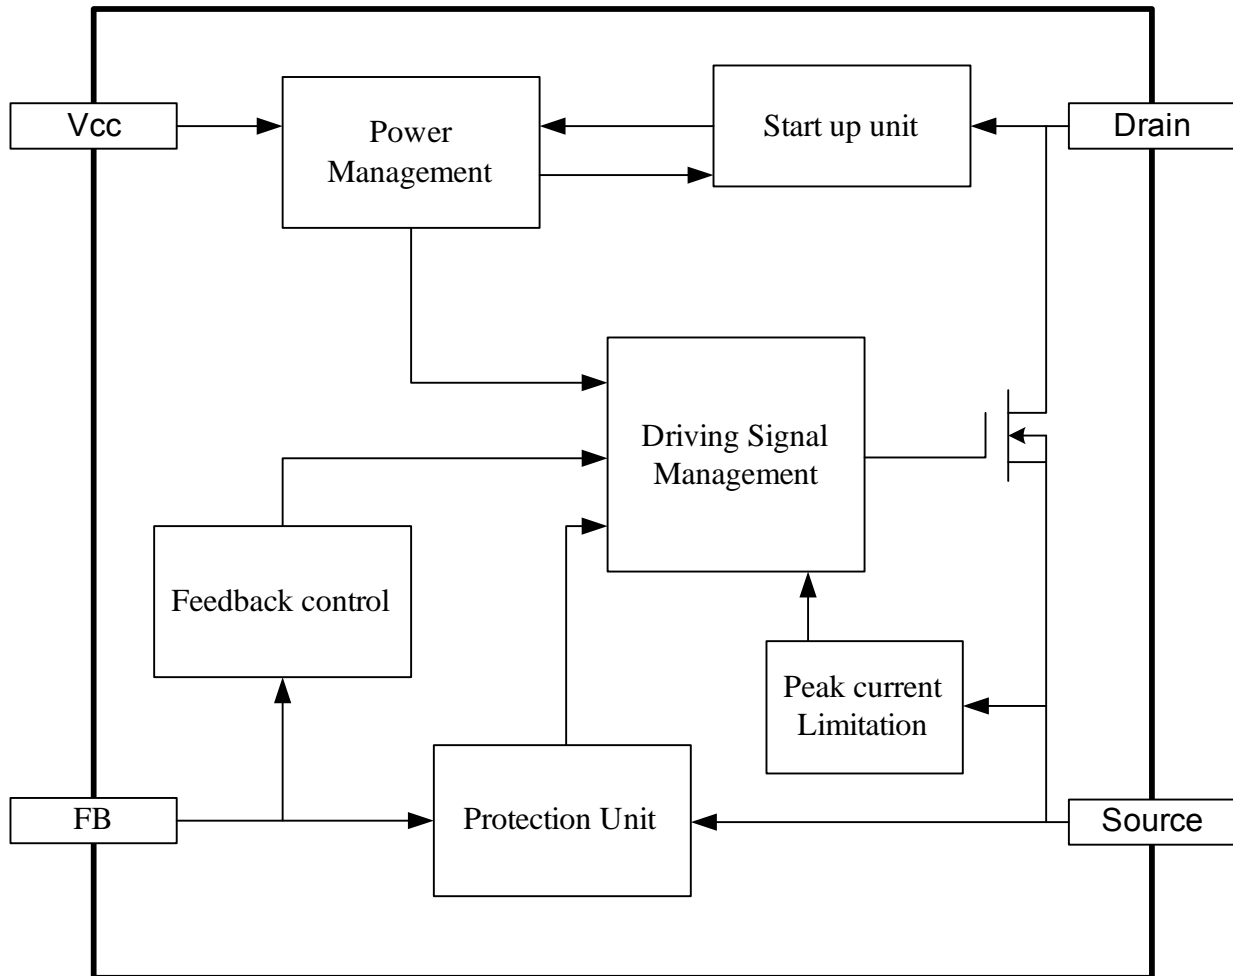 Vcc
Power
Management
Start up unit
Drain
Driving Signal
Management
Feedback control
Peak current
Limitation
FB
Protection Unit
Source